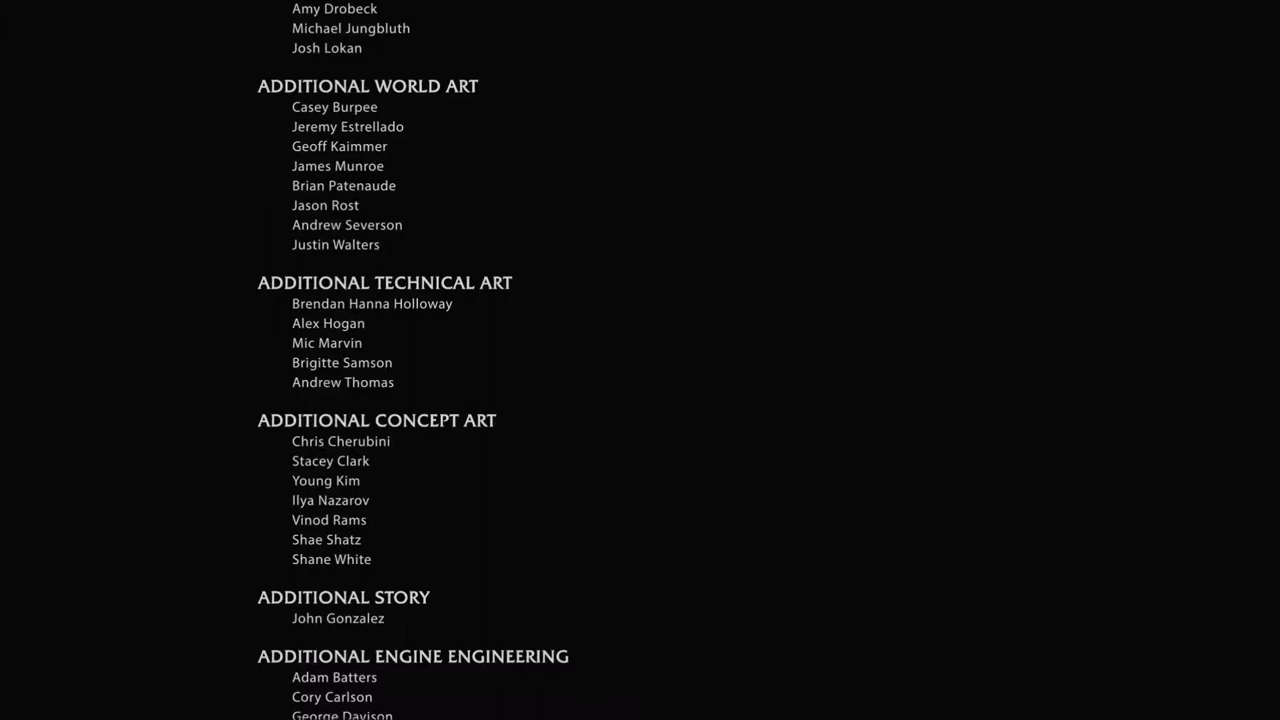 Amy Drobeck
Michael Jungbluth
Josh Lokan
ADDITIONAL WORLD ART
Casey Burpee
Jeremy Estrellado
Geoff Kaimmer
James Munroe
Brian Patenaude
Jason Rost
Andrew Severson
Justin Walters
ADDITIONAL TECHNICAL ART
Brendan Hanna Holloway
Alex Hogan
Mic Marvin
Brigitte Samson
Andrew Thomas
ADDITIONAL CONCEPT ART
Chris Cherubini
Stacey Clark
Young Kim
Ilya Nazarov
Vinod Rams
Shae Shatz
Shane White
ADDITIONAL STORY
John Gonzalez
ADDITIONAL ENGINE ENGINEERING
Adam Batters
Cory Carlson
George Davison